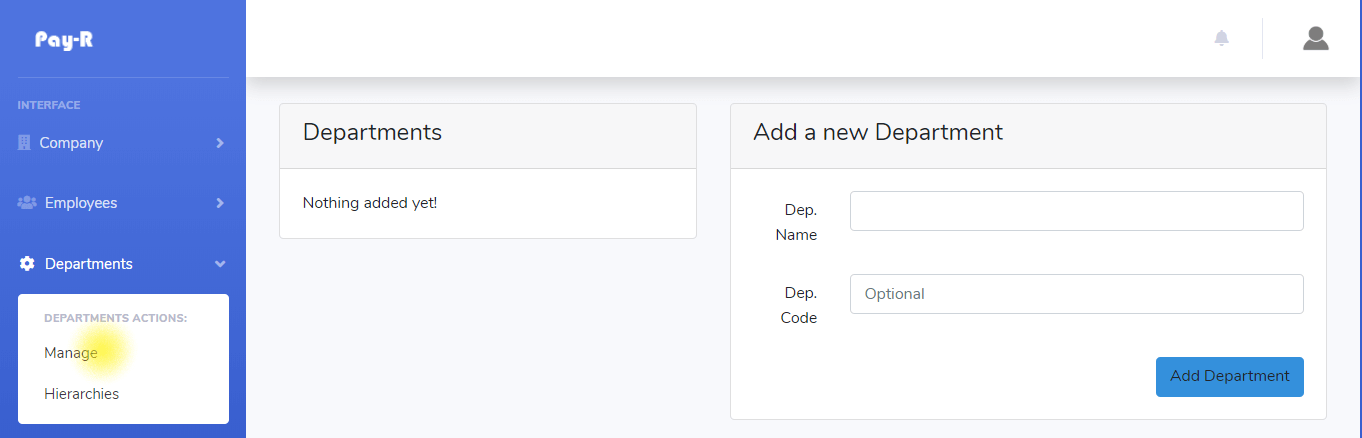 Pay-R
INTERFACE
Company
Employees
Departments
DEPARTMENTS ACTIONS:
Manage
Hierarchies
Departments
Nothing added yet!
Add a new Department
Dep.
Name
Dep.
Code
Optional
Add Department